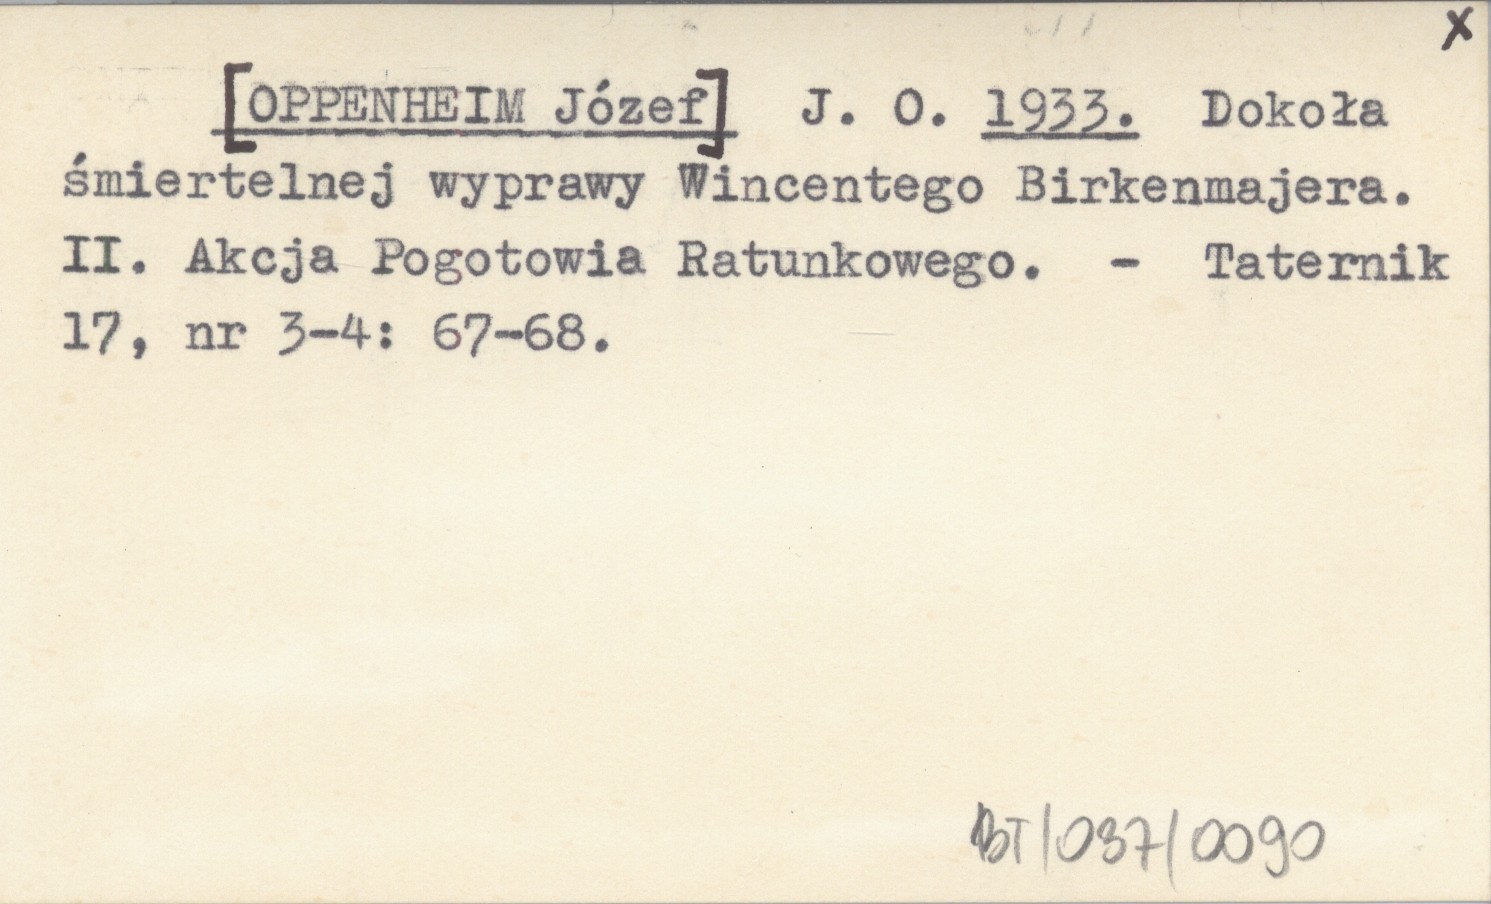 x
[OPPENHEIM Józef] J. O. 1933. Dokoła
śmiertelnej wyprawy Wincentego Birkenmajera.
II. Akcja Pogotowia Ratunkowego. - Taternik
17, nr 3-4: 67-68.
BT/037/0090